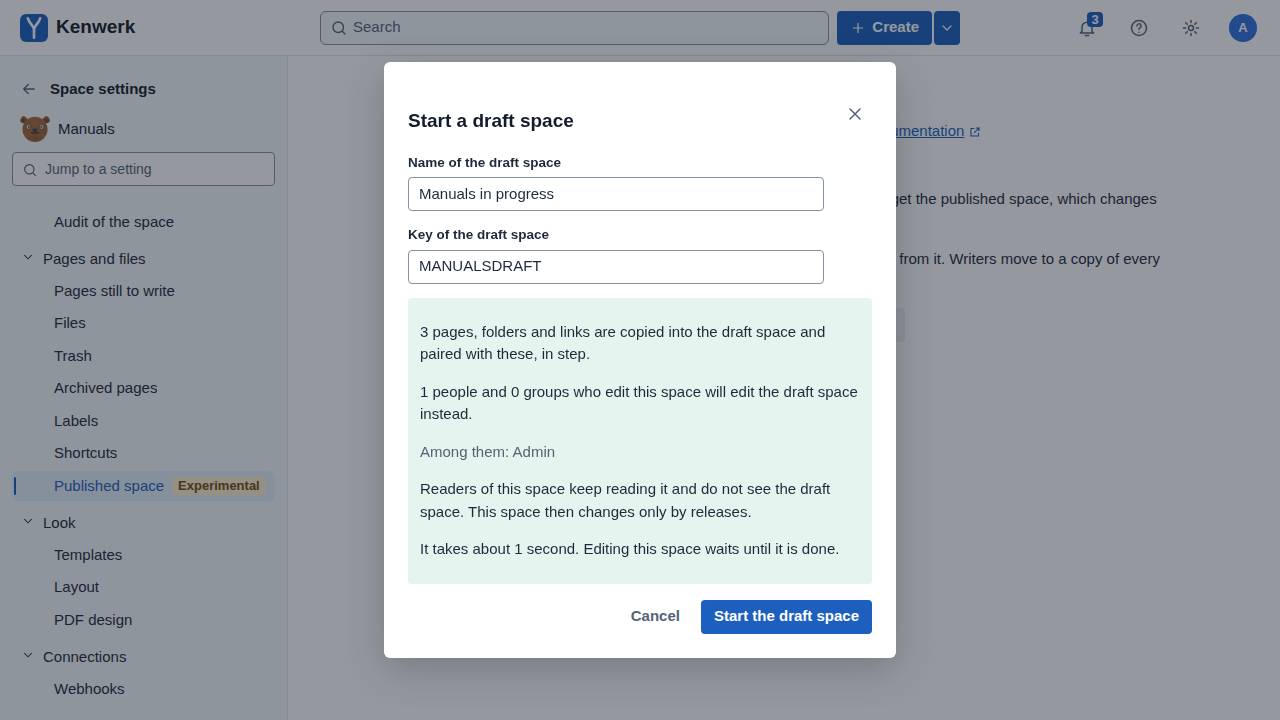 Kenwerk
Search
Create
3
A
Space settings
Manuals
Jump to a setting
Audit of the space
Pages and files
Pages still to write
Files
Trash
Archived pages
Labels
Shortcuts
Published space Experimental
Look
Templates
Layout
PDF design
Connections
Webhooks
get the published space, which changes
from it. Writers move to a copy of every
Start a draft space
Name of the draft space
Manuals in progress
Key of the draft space
MANUALSDRAFT
3 pages, folders and links are copied into the draft space and
paired with these, in step.
1 people and 0 groups who edit this space will edit the draft space
instead.
Among them: Admin
Readers of this space keep reading it and do not see the draft
space. This space then changes only by releases.
It takes about 1 second. Editing this space waits until it is done.
Cancel
Start the draft space